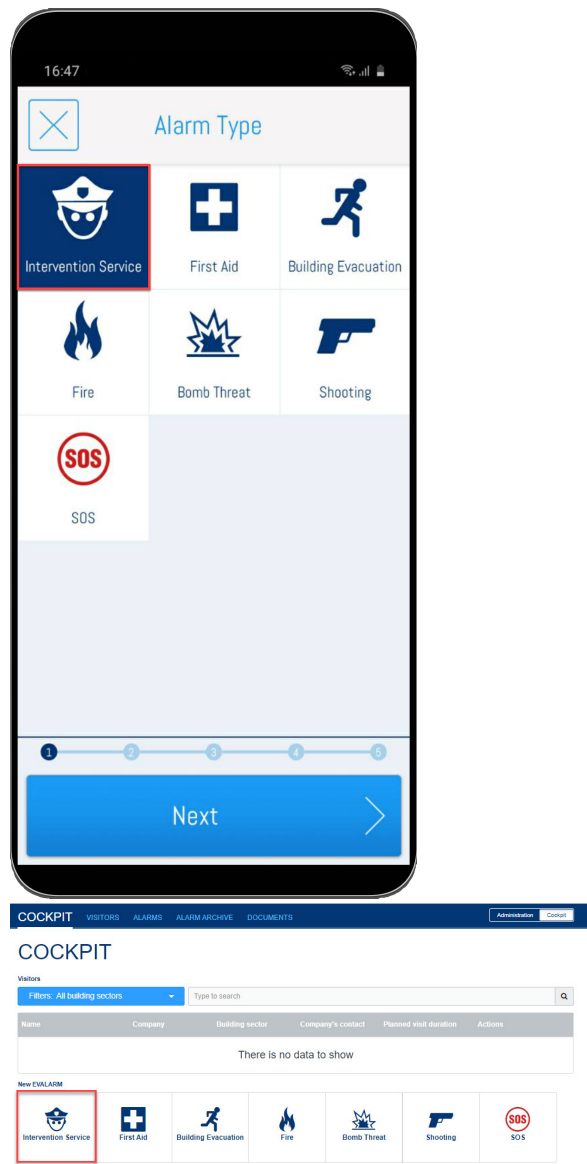 16:47
Alarm Type
Intervention Service First Aid Building Evacuation
Fire Bomb Threat Shooting
SOS
SOS
1 2 3 4 5
Next
COCKPIT VISITORS ALARMS ALARM ARCHIVE DOCUMENTS Administration Cockpit
COCKPIT
Visitors
Filters: All building sectors Type to search
Name Company Building sector Company's contact Planned visit duration Actions
There is no data to show
New EVALARM
SOS
Intervention Service First Aid Building Evacuation Fire Bomb Threat Shooting SOS